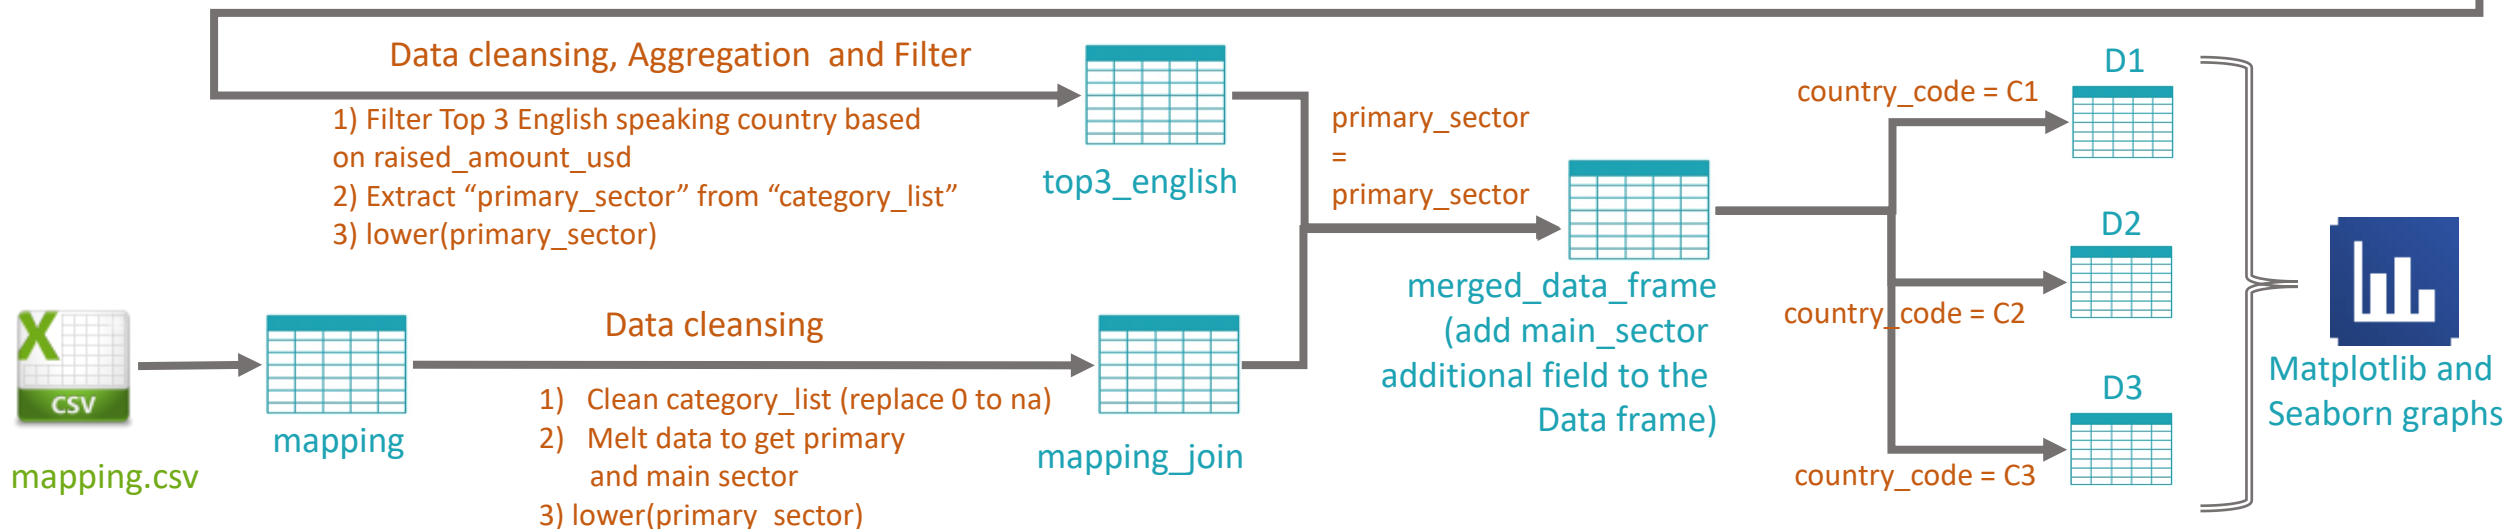 Data cleansing, Aggregation  and Filter
1) Filter Top 3 English speaking country based
on raised_amount_usd
2) Extract “primary_sector” from “category_list”
3) lower(primary_sector)
top3_english
primary_sector
=
primary_sector
merged_data_frame
(add main_sector
additional field to the
Data frame)
country_code = C1
D1
D2
country_code = C2
D3
country_code = C3
Matplotlib and
Seaborn graphs
X
CSV
mapping.csv
mapping
Data cleansing
1) Clean category_list (replace 0 to na)
2) Melt data to get primary
and main sector
3) lower(primary_sector)
mapping_join